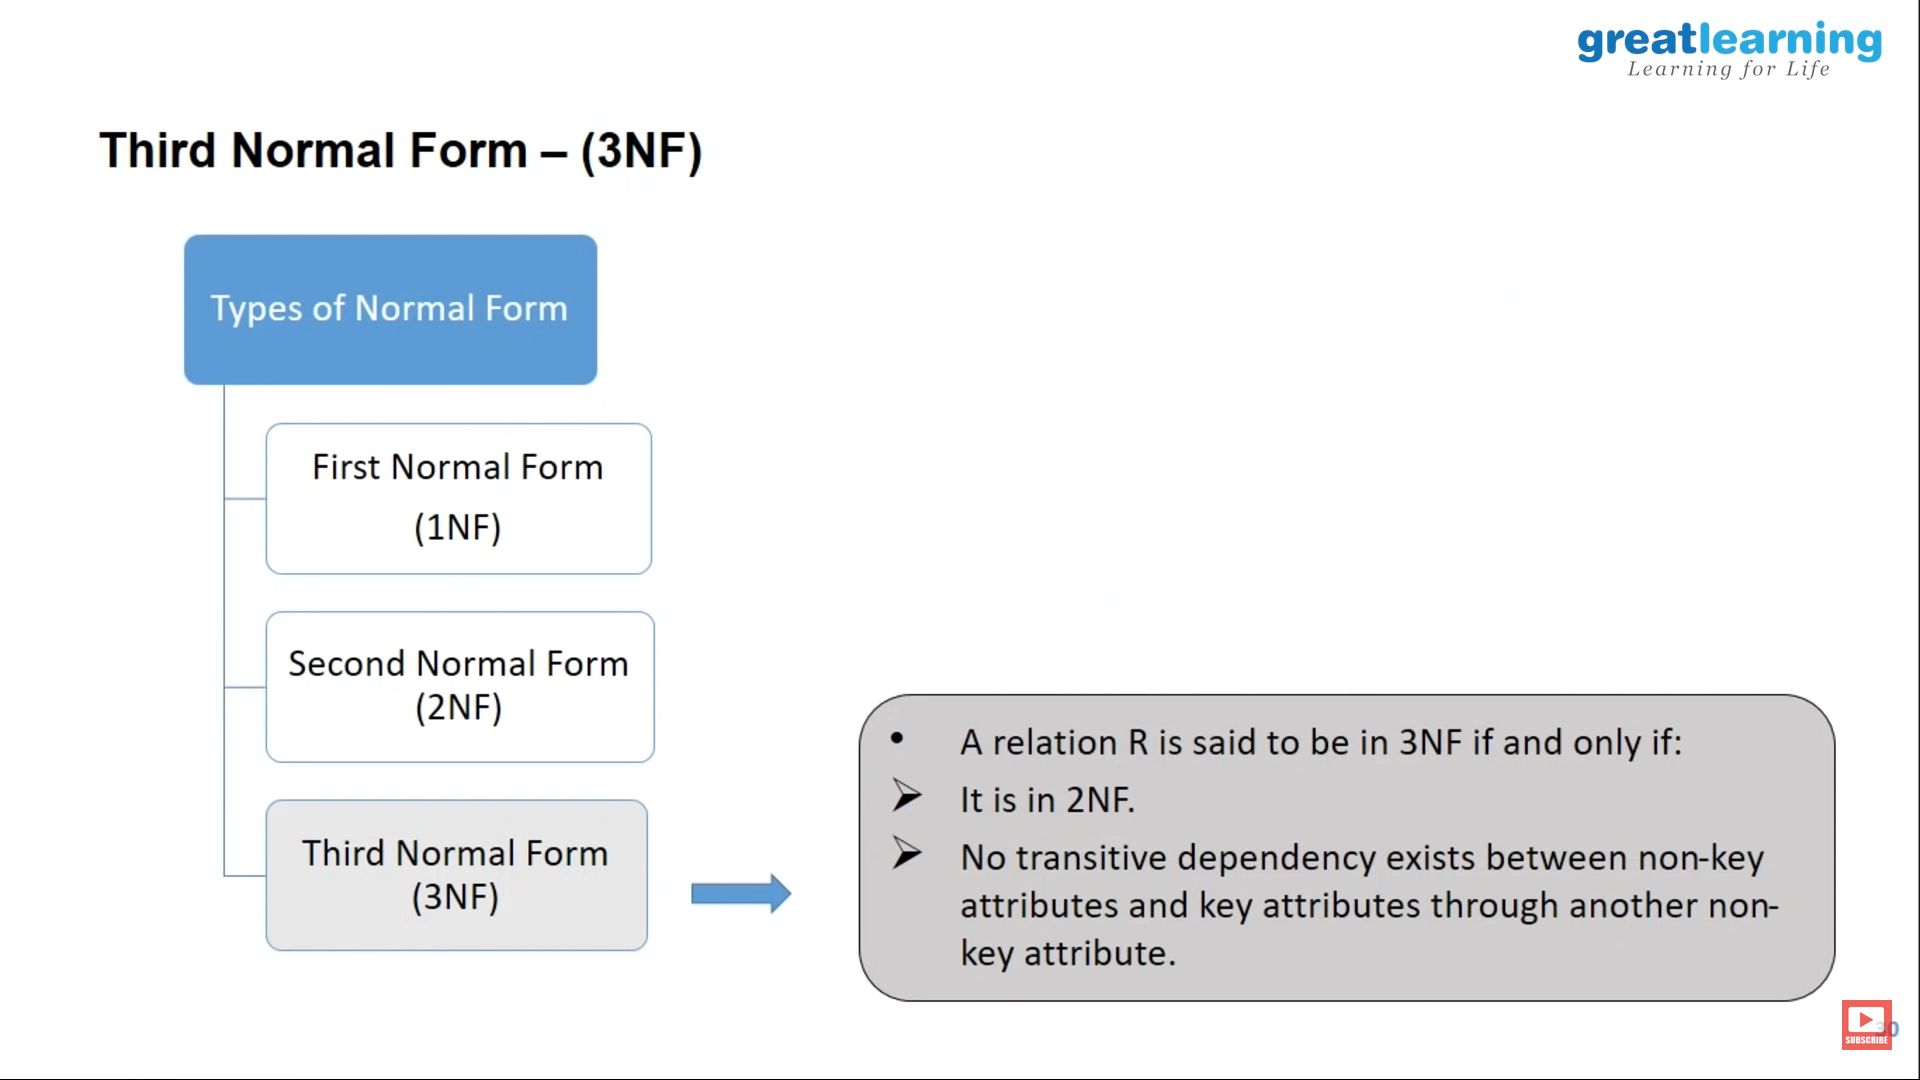 greatlearning
Learning for Life
Third Normal Form – (3NF)
Types of Normal Form
First Normal Form
(1NF)
Second Normal Form
(2NF)
Third Normal Form
(3NF)
• A relation R is said to be in 3NF if and only if:
➢ It is in 2NF.
➢ No transitive dependency exists between non-key
attributes and key attributes through another non-
key attribute.
SUBSCRIBE
30